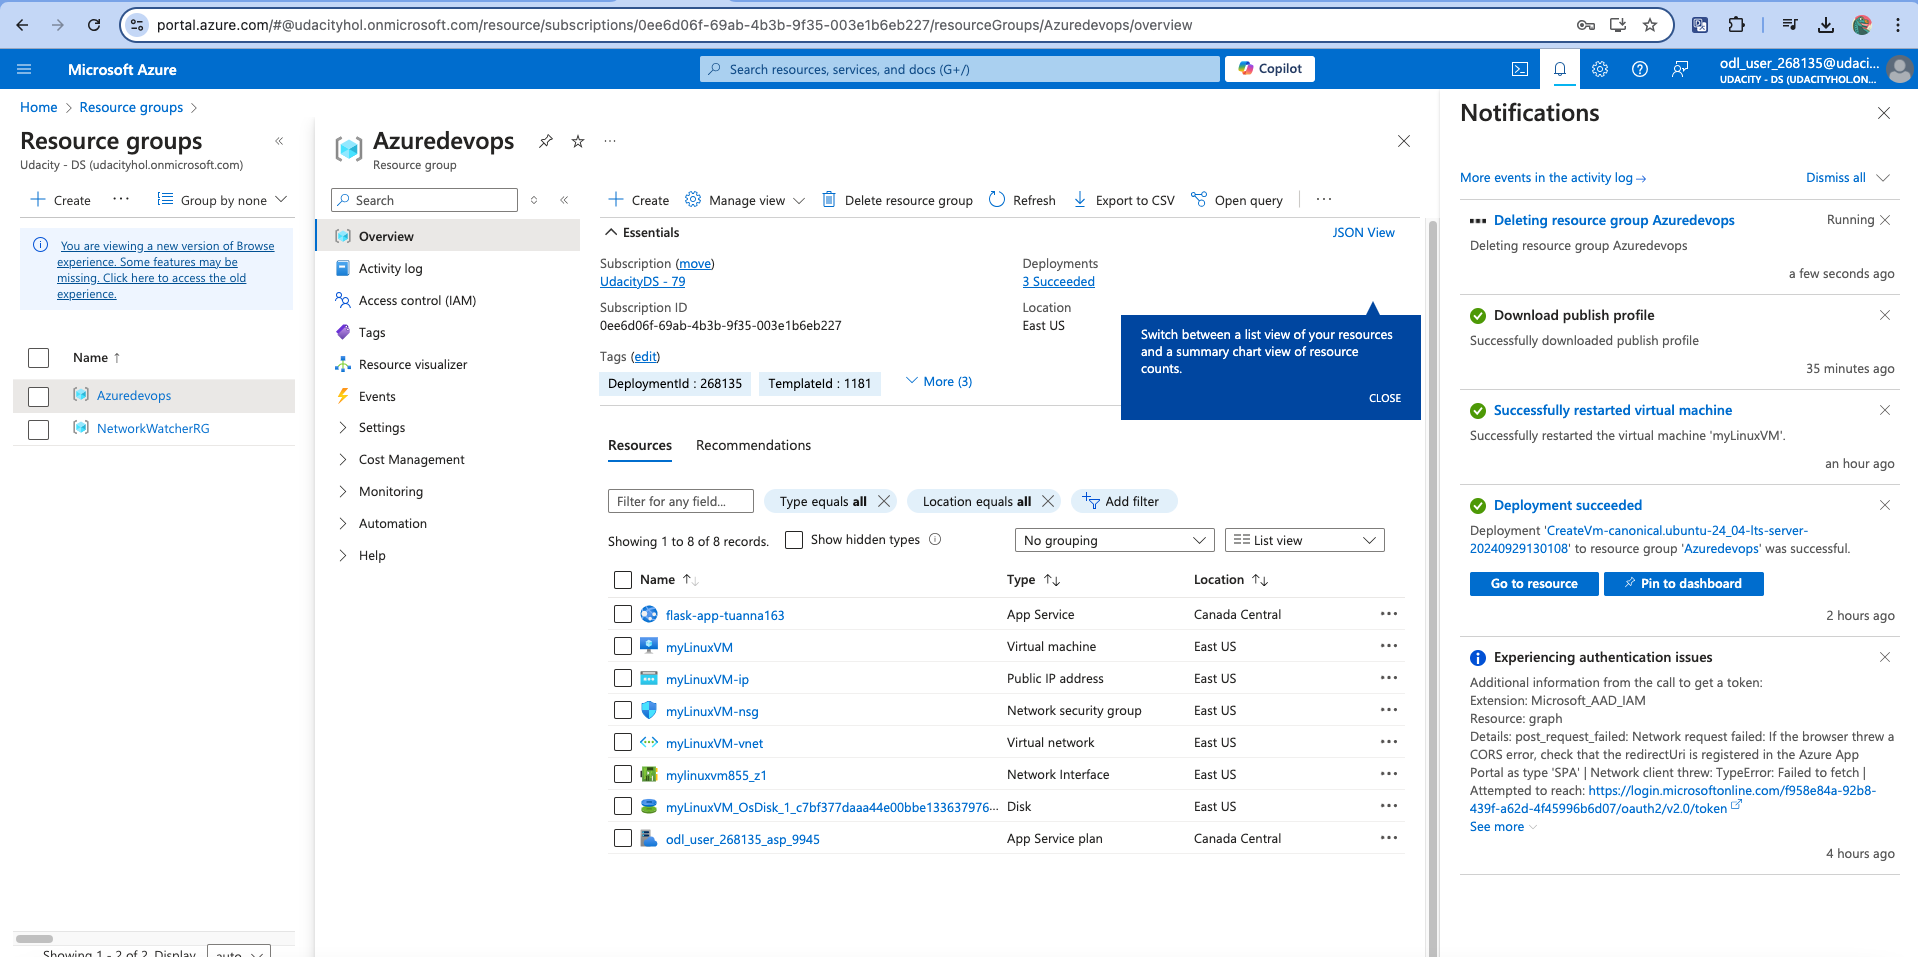 portal.azure.com/#@udacityhol.onmicrosoft.com/resource/subscriptions/0ee6d06f-69ab-4b3b-9f35-003e1b6eb227/resourceGroups/Azuredevops/overview
Microsoft Azure
Search resources, services, and docs (G+/)
Copilot
odl_user_268135@udaci...
UDACITY - DS (UDACITYHOL.ON...
Home > Resource groups >
Resource groups
Udacity - DS (udacityhol.onmicrosoft.com)
Create
...
Group by none
You are viewing a new version of Browse
experience. Some features may be
missing. Click here to access the old
experience.
Name ↑
Azuredevops
NetworkWatcherRG
Showing 1 - 2 of 2. Display
auto
Azuredevops
...
Resource group
Search
Overview
Activity log
Access control (IAM)
Tags
Resource visualizer
Events
Settings
Cost Management
Monitoring
Automation
Help
Create
Manage view
Delete resource group
Refresh
Export to CSV
Open query
...
Essentials
JSON View
Subscription (move)
UdacityDS - 79
Subscription ID
0ee6d06f-69ab-4b3b-9f35-003e1b6eb227
Deployments
3 Succeeded
Location
East US
Tags (edit)
DeploymentId : 268135
TemplateId : 1181
More (3)
Switch between a list view of your resources
and a summary chart view of resource
counts.
CLOSE
Resources
Recommendations
Filter for any field...
Type equals all
Location equals all
Add filter
Showing 1 to 8 of 8 records.
Show hidden types
No grouping
List view
Name ↑↓ Type ↑↓ Location ↑↓
flask-app-tuanna163 App Service Canada Central ...
myLinuxVM Virtual machine East US ...
myLinuxVM-ip Public IP address East US ...
myLinuxVM-nsg Network security group East US ...
myLinuxVM-vnet Virtual network East US ...
mylinuxvm855_z1 Network Interface East US ...
myLinuxVM_OsDisk_1_c7bf377daaa44e00bbe133637976... Disk East US ...
odl_user_268135_asp_9945 App Service plan Canada Central ...
Notifications
More events in the activity log →
Dismiss all
Deleting resource group Azuredevops
Running
Deleting resource group Azuredevops
a few seconds ago
Download publish profile
Successfully downloaded publish profile
35 minutes ago
Successfully restarted virtual machine
Successfully restarted the virtual machine 'myLinuxVM'.
an hour ago
Deployment succeeded
Deployment 'CreateVm-canonical.ubuntu-24_04-lts-server-
20240929130108' to resource group 'Azuredevops' was successful.
Go to resource
Pin to dashboard
2 hours ago
Experiencing authentication issues
Additional information from the call to get a token:
Extension: Microsoft_AAD_IAM
Resource: graph
Details: post_request_failed: Network request failed: If the browser threw a
CORS error, check that the redirectUri is registered in the Azure App
Portal as type 'SPA' | Network client threw: TypeError: Failed to fetch |
Attempted to reach: https://login.microsoftonline.com/f958e84a-92b8-
439f-a62d-4f45996b6d07/oauth2/v2.0/token
See more
4 hours ago